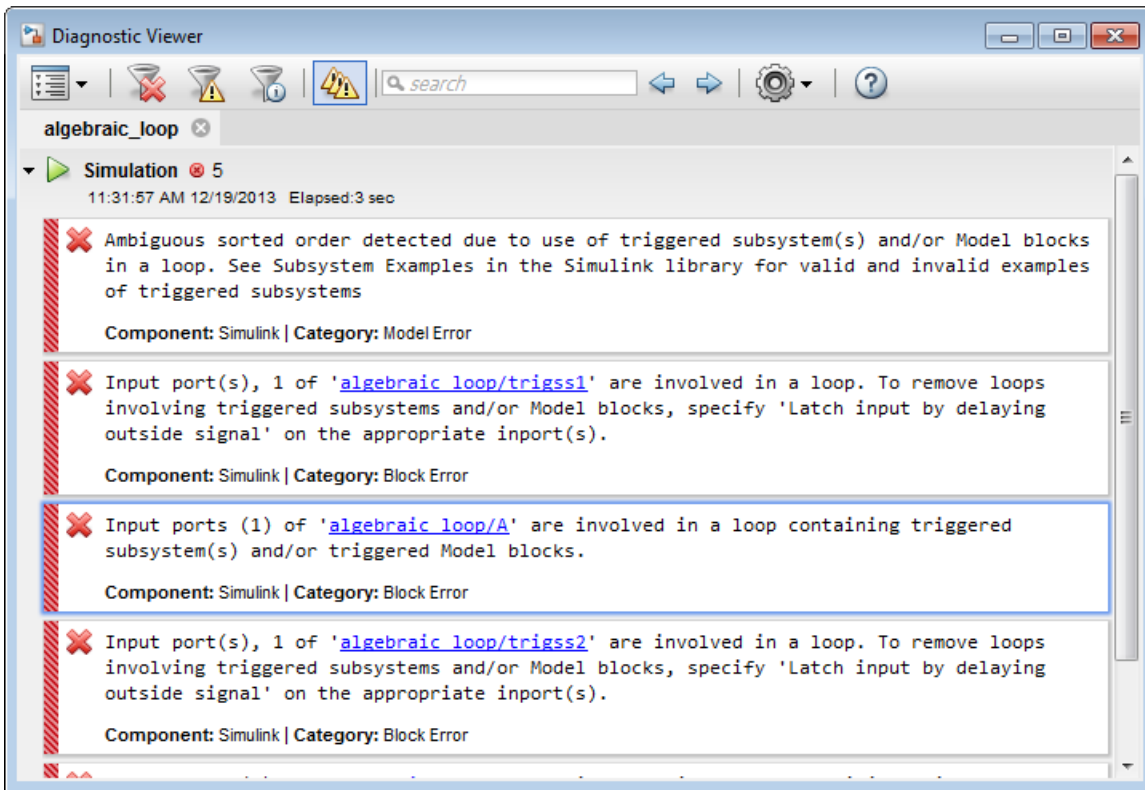 Diagnostic Viewer
search
algebraic_loop
Simulation 5
11:31:57 AM 12/19/2013 Elapsed:3 sec
Ambiguous sorted order detected due to use of triggered subsystem(s) and/or Model blocks
in a loop. See Subsystem Examples in the Simulink library for valid and invalid examples
of triggered subsystems
Component: Simulink | Category: Model Error
Input port(s), 1 of 'algebraic loop/trigss1' are involved in a loop. To remove loops
involving triggered subsystems and/or Model blocks, specify 'Latch input by delaying
outside signal' on the appropriate inport(s).
Component: Simulink | Category: Block Error
Input ports (1) of 'algebraic loop/A' are involved in a loop containing triggered
subsystem(s) and/or triggered Model blocks.
Component: Simulink | Category: Block Error
Input port(s), 1 of 'algebraic loop/trigss2' are involved in a loop. To remove loops
involving triggered subsystems and/or Model blocks, specify 'Latch input by delaying
outside signal' on the appropriate inport(s).
Component: Simulink | Category: Block Error